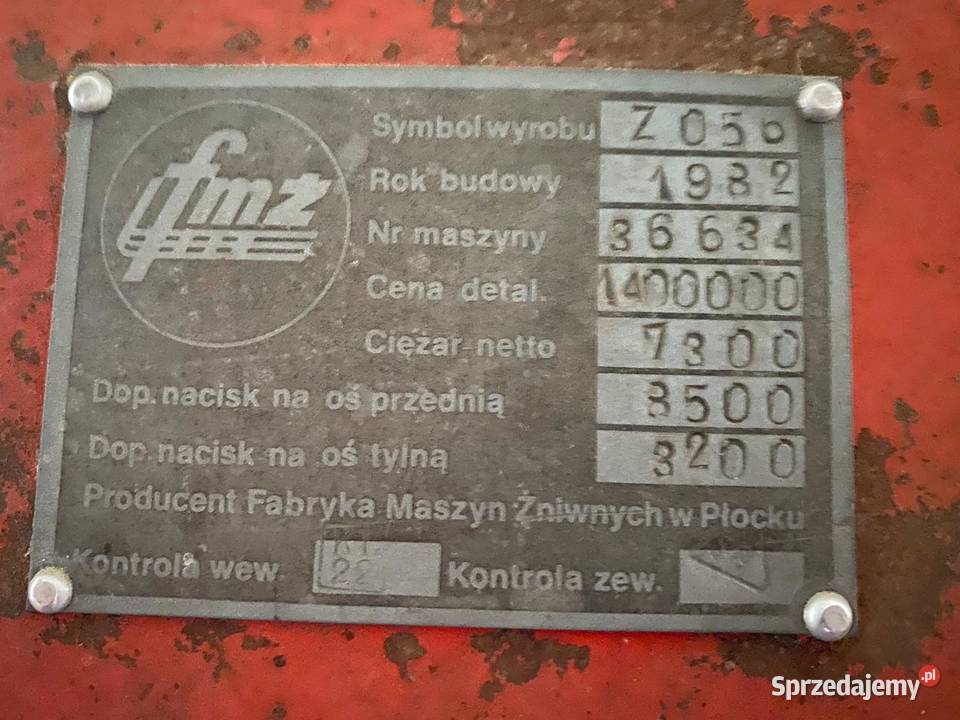 fmż
Symbol wyrobu Z 056
Rok budowy 1982
Nr maszyny 36634
Cena detal. 1400000
Ciężar netto 7300
Dop. nacisk na oś przednią 8500
Dop. nacisk na oś tylną 3200
Producent Fabryka Maszyn Żniwnych w Płocku
Kontrola wew. 22 Kontrola zew.
Sprzedajemy.pl